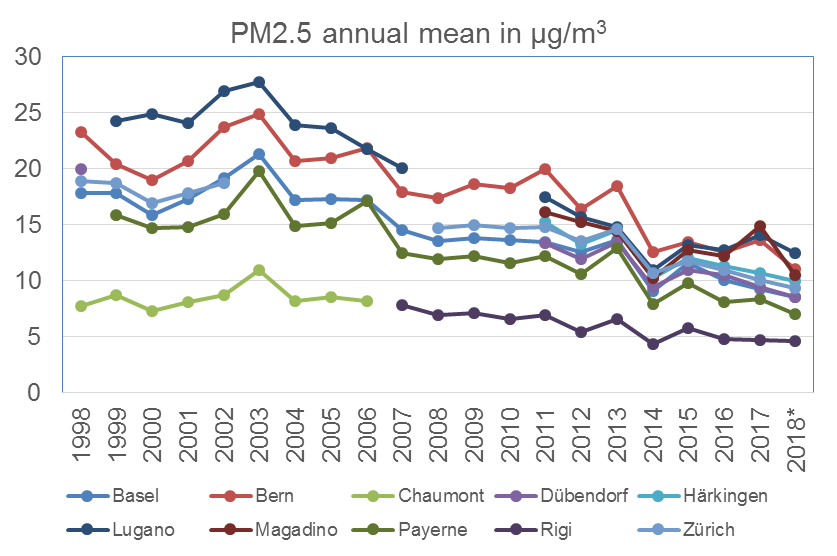 PM2.5 annual mean in µg/m³
30
25
20
15
10
5
0
1998 1999 2000 2001 2002 2003 2004 2005 2006 2007 2008 2009 2010 2011 2012 2013 2014 2015 2016 2017 2018*
Basel Bern Chaumont Dübendorf Härkingen
Lugano Magadino Payerne Rigi Zürich